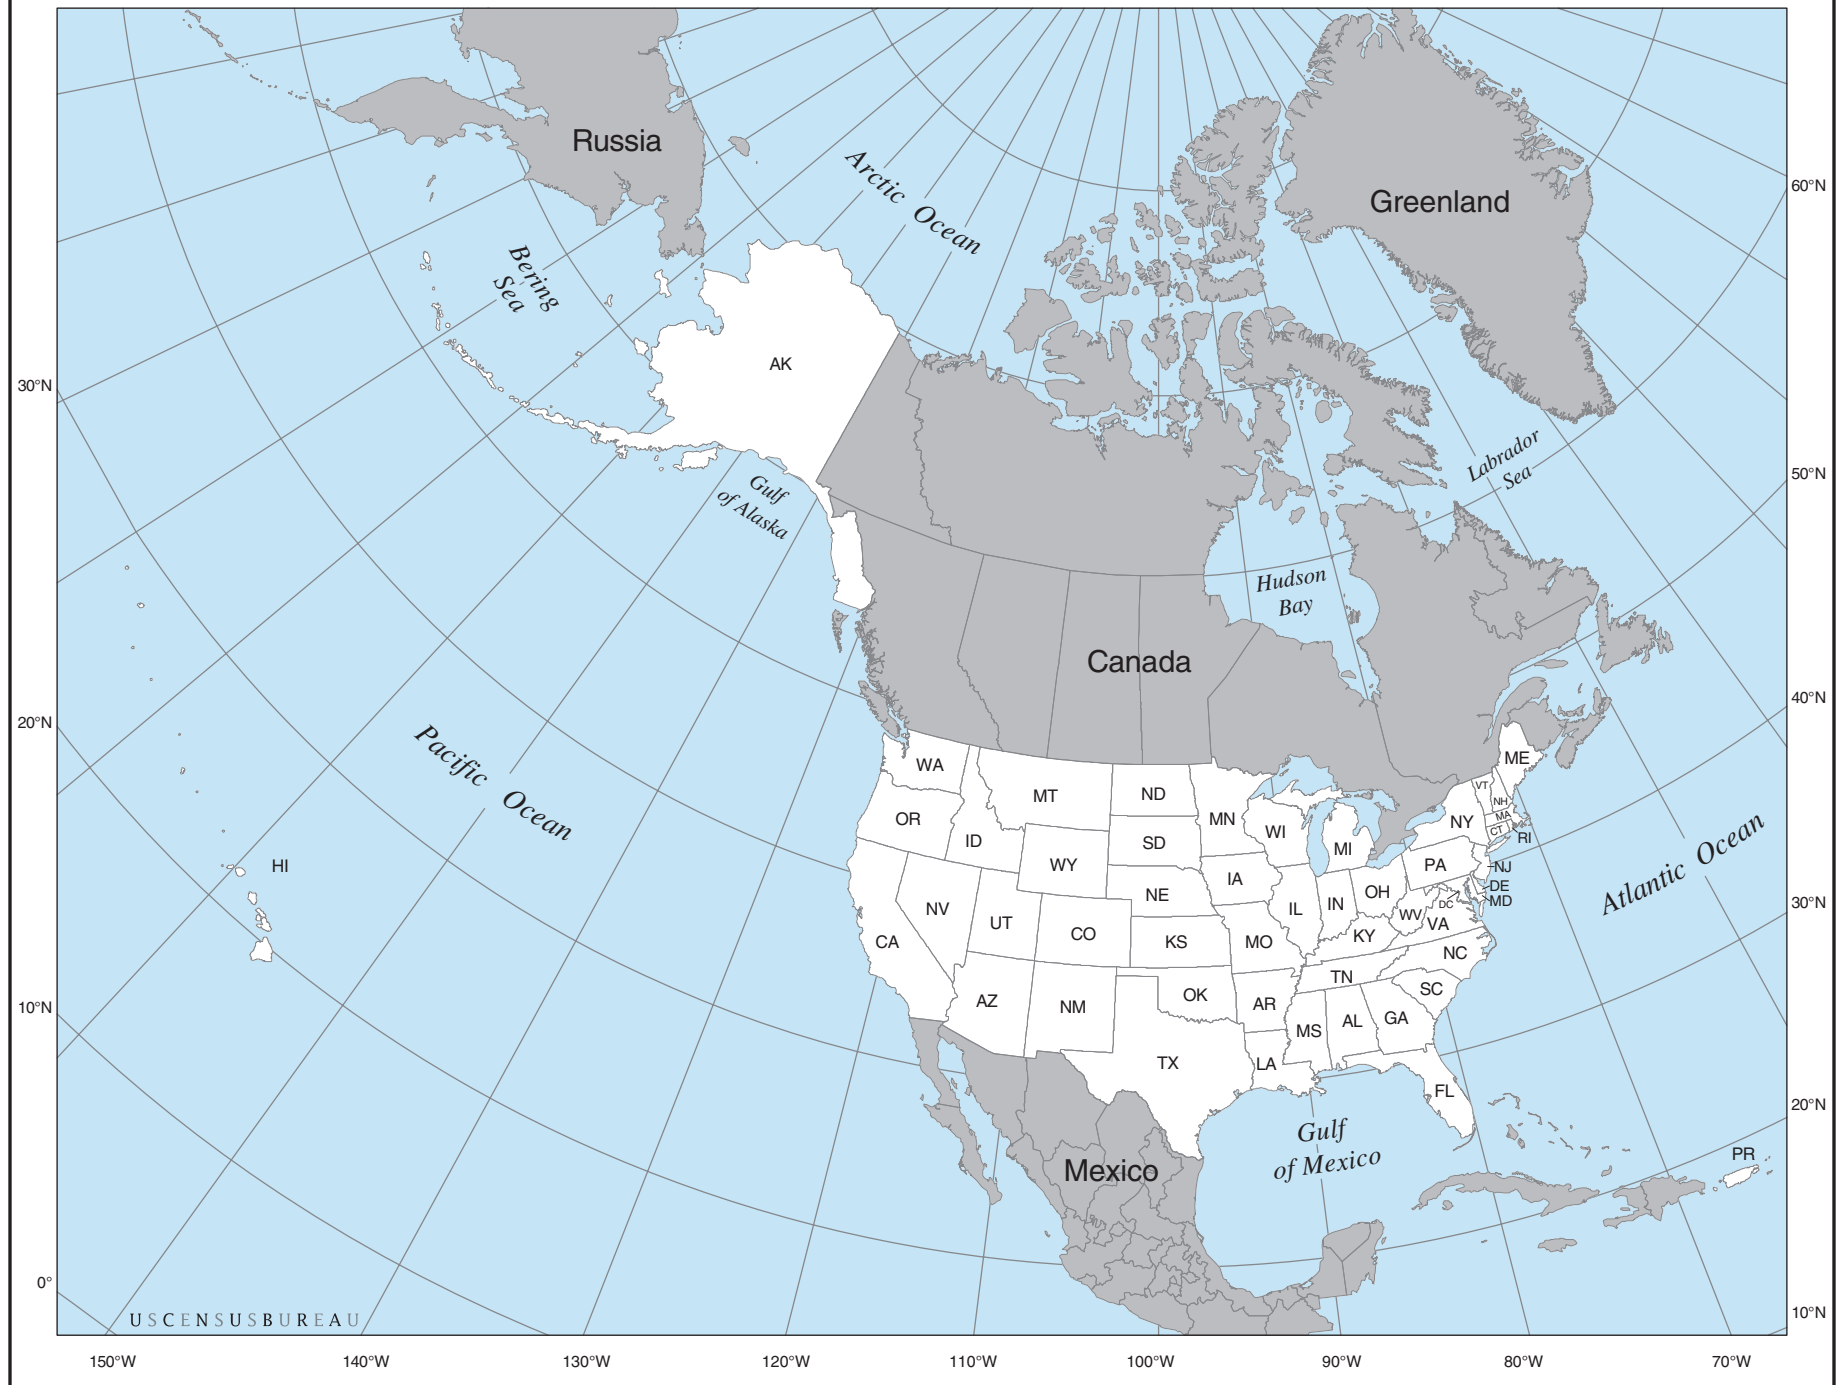 Russia
Arctic Ocean
Greenland
60°N
Bering
Sea
AK
30°N
Labrador
Sea
50°N
Gulf
of Alaska
Hudson
Bay
Canada
40°N
20°N
Pacific Ocean
WA
MT
ND
MN
ME
VT
NH
MA
CT
RI
NY
OR
ID
SD
WI
MI
WY
PA
NJ
DE
MD
DC
HI
NE
IA
IL
IN
OH
WV
VA
Atlantic Ocean
30°N
NV
UT
CO
KS
MO
KY
CA
NC
TN
SC
AZ
NM
OK
AR
10°N
MS
AL
GA
TX
LA
FL
20°N
Gulf
of Mexico
PR
Mexico
0°
10°N
USCENSUSBUREAU
150°W
140°W
130°W
120°W
110°W
100°W
90°W
80°W
70°W